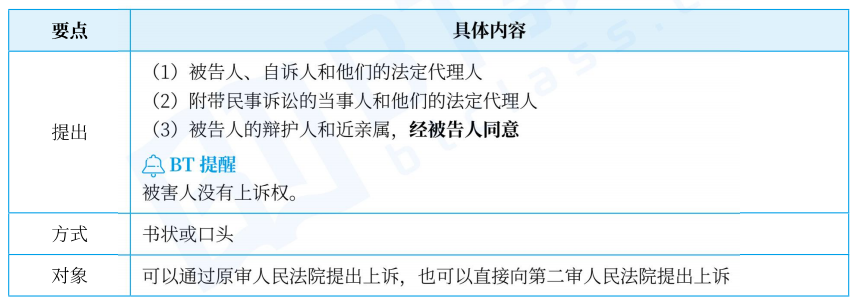 要点 具体内容
提出
（1）被告人、自诉人和他们的法定代理人
（2）附带民事诉讼的当事人和他们的法定代理人
（3）被告人的辩护人和近亲属，经被告人同意
BT 提醒
被害人没有上诉权。
方式 书状或口头
对象 可以通过原审人民法院提出上诉，也可以直接向第二审人民法院提出上诉